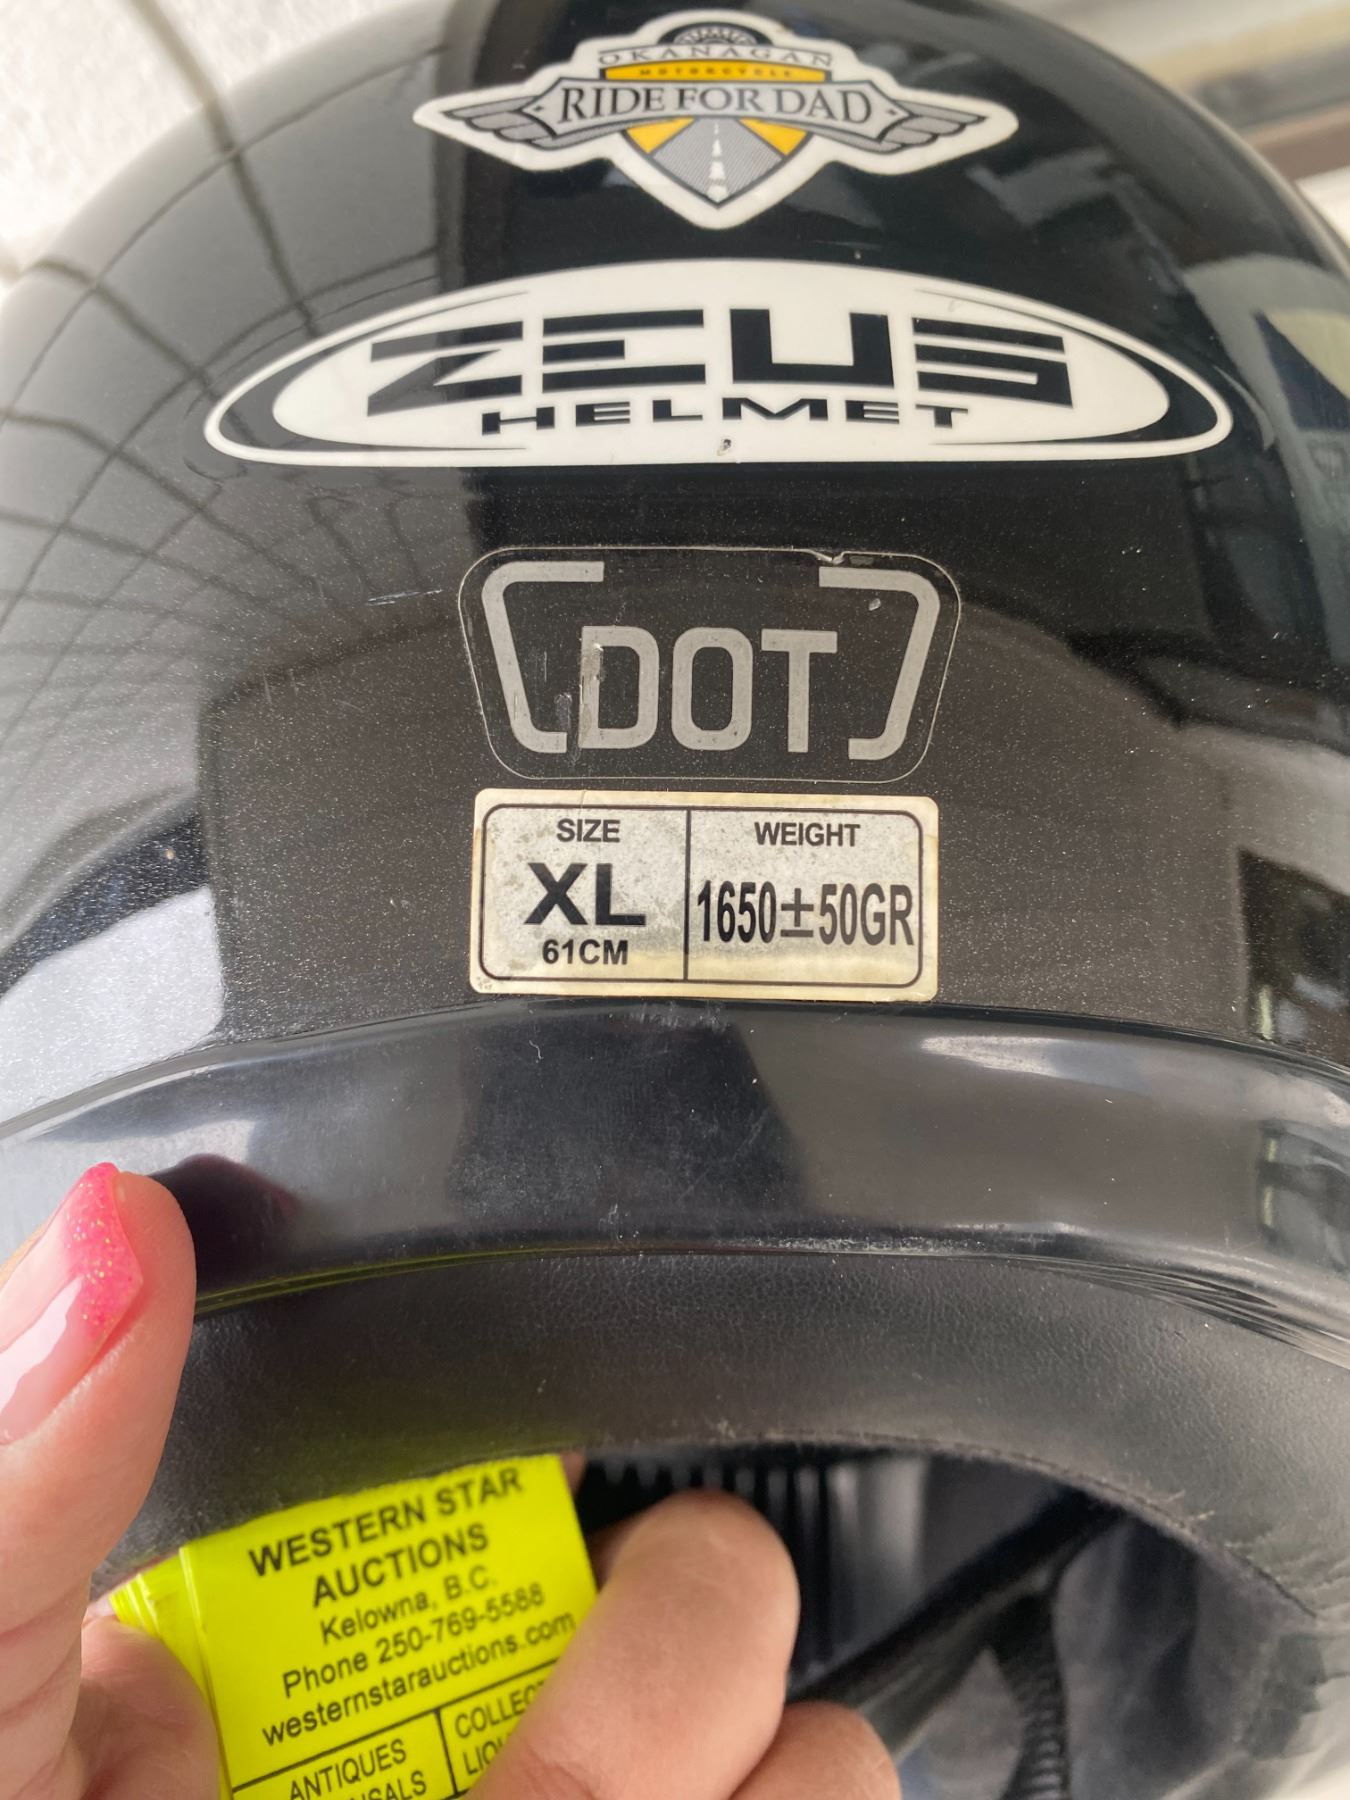 OKANAGAN
MOTORCYCLE
RIDE FOR DAD
ZEUS
HELMET
DOT
SIZE
XL
61CM
WEIGHT
1650±50GR
WESTERN STAR
AUCTIONS
Kelowna, B.C.
Phone 250-769-5588
westernstarauctions.com
ANTIQUES